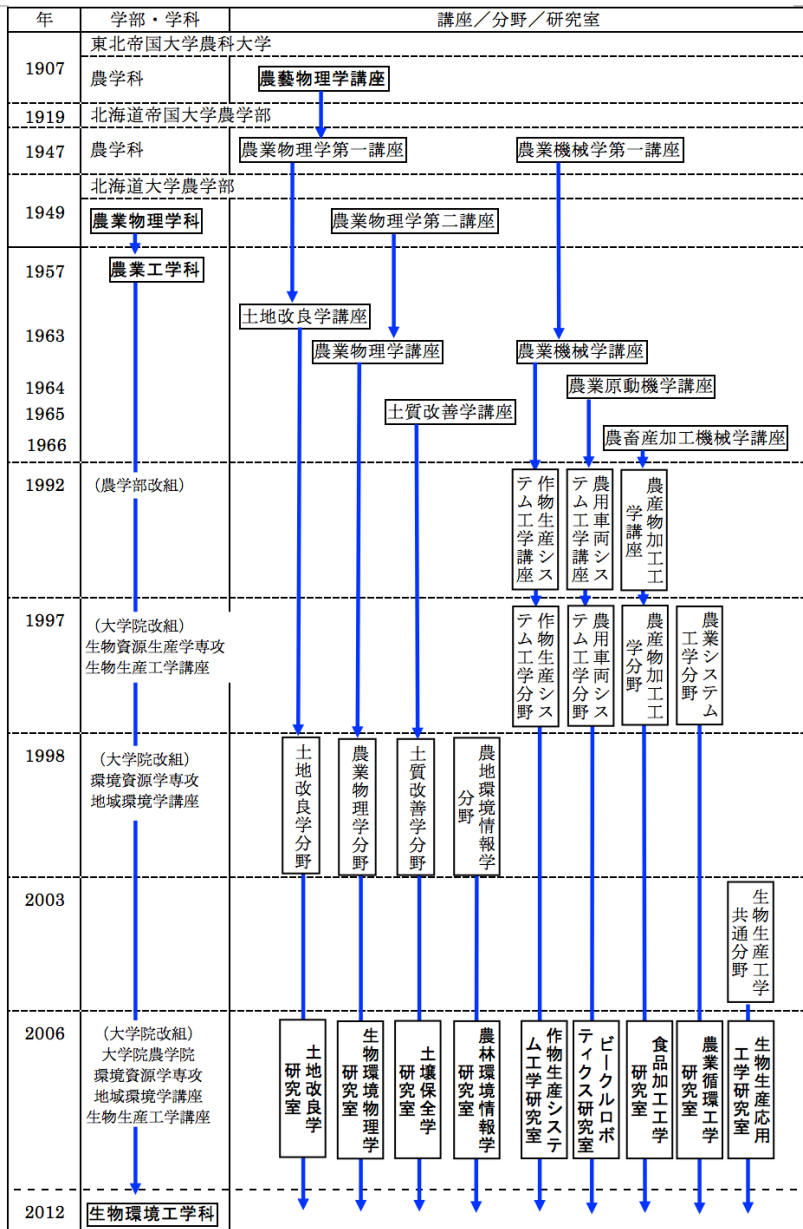 年 学部・学科 講座／分野／研究室
東北帝国大学農科大学
1907 農学科 農藝物理学講座
1919 北海道帝国大学農学部
1947 農学科 農業物理学第一講座 農業機械学第一講座
北海道大学農学部
1949 農業物理学科 農業物理学第二講座
1957 農業工学科
土地改良学講座
1963 農業物理学講座 農業機械学講座
1964 農業原動機学講座
1965 土質改善学講座
1966 農畜産加工機械学講座
1992 (農学部改組)
作物生産シス
テム工学講座
農用車両シス
テム工学講座
農産物加工工
学講座
1997 (大学院改組)
生物資源生産学専攻
生物生産工学講座
作物生産シス
テム工学分野
農用車両シス
テム工学分野
農産物加工工
学分野
農業システム
工学分野
1998 (大学院改組)
環境資源学専攻
地域環境学講座
土地改良学分野
農業物理学分野
土質改善学分野
農地環境情報学
分野
2003
生物生産工学
共通分野
2006 (大学院改組)
大学院農学院
環境資源学専攻
地域環境学講座
生物生産工学講座
土地改良学
研究室
生物環境物理学
研究室
土壌保全学
研究室
農林環境情報学
研究室
作物生産システ
ム工学研究室
ビークルロボ
ティクス研究室
食品加工工学
研究室
農業循環工学
研究室
生物生産応用
工学研究室
2012 生物環境工学科